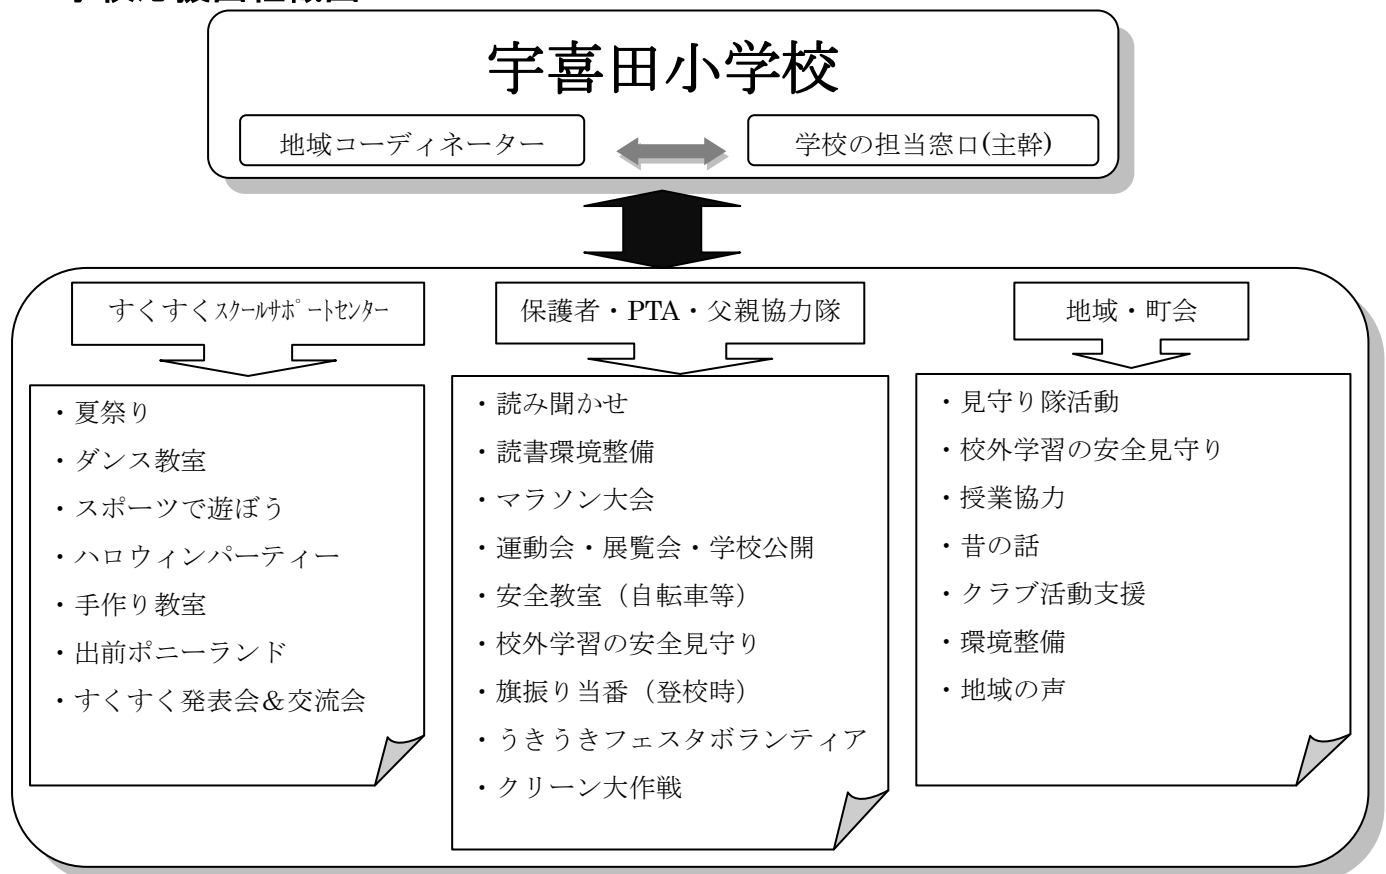 宇喜田小学校
地域コーディネーター
学校の担当窓口(主幹)
すくすくｽｸｰﾙｻﾎﾟｰﾄｾﾝﾀｰ
・夏祭り
・ダンス教室
・スポーツで遊ぼう
・ハロウィンパーティー
・手作り教室
・出前ポニーランド
・すくすく発表会＆交流会
保護者・PTA・父親協力隊
・読み聞かせ
・読書環境整備
・マラソン大会
・運動会・展覧会・学校公開
・安全教室（自転車等）
・校外学習の安全見守り
・旗振り当番（登校時）
・うきうきフェスタボランティア
・クリーン大作戦
地域・町会
・見守り隊活動
・校外学習の安全見守り
・授業協力
・昔の話
・クラブ活動支援
・環境整備
・地域の声